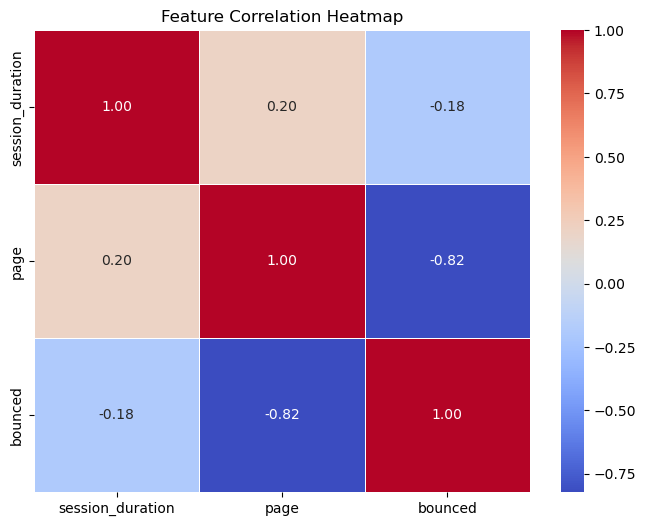 Feature Correlation Heatmap
session_duration
1.00
0.20
-0.18
page
0.20
1.00
-0.82
bounced
-0.18
-0.82
1.00
session_duration
page
bounced
1.00
0.75
0.50
0.25
0.00
−0.25
−0.50
−0.75